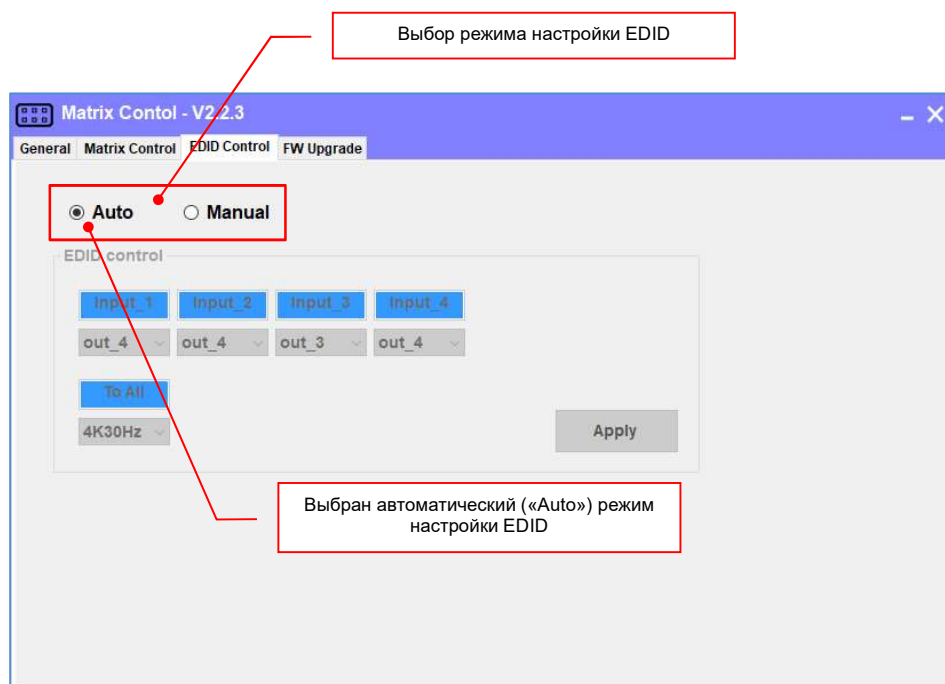 Выбор режима настройки EDID
Matrix Contol - V2.2.3
General Matrix Control EDID Control FW Upgrade
Auto Manual
EDID control
Input_1 Input_2 Input_3 Input_4
out_4 out_4 out_3 out_4
To All
4K30Hz
Apply
Выбран автоматический («Auto») режим
настройки EDID